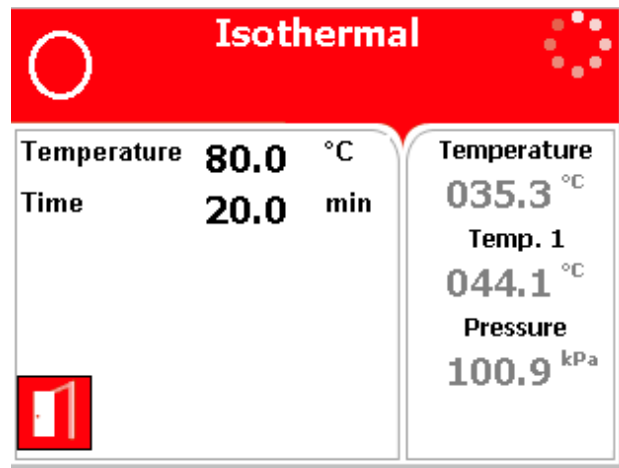 Isothermal
Temperature 80.0 °C
Time 20.0 min
Temperature
035.3 °C
Temp. 1
044.1 °C
Pressure
100.9 kPa